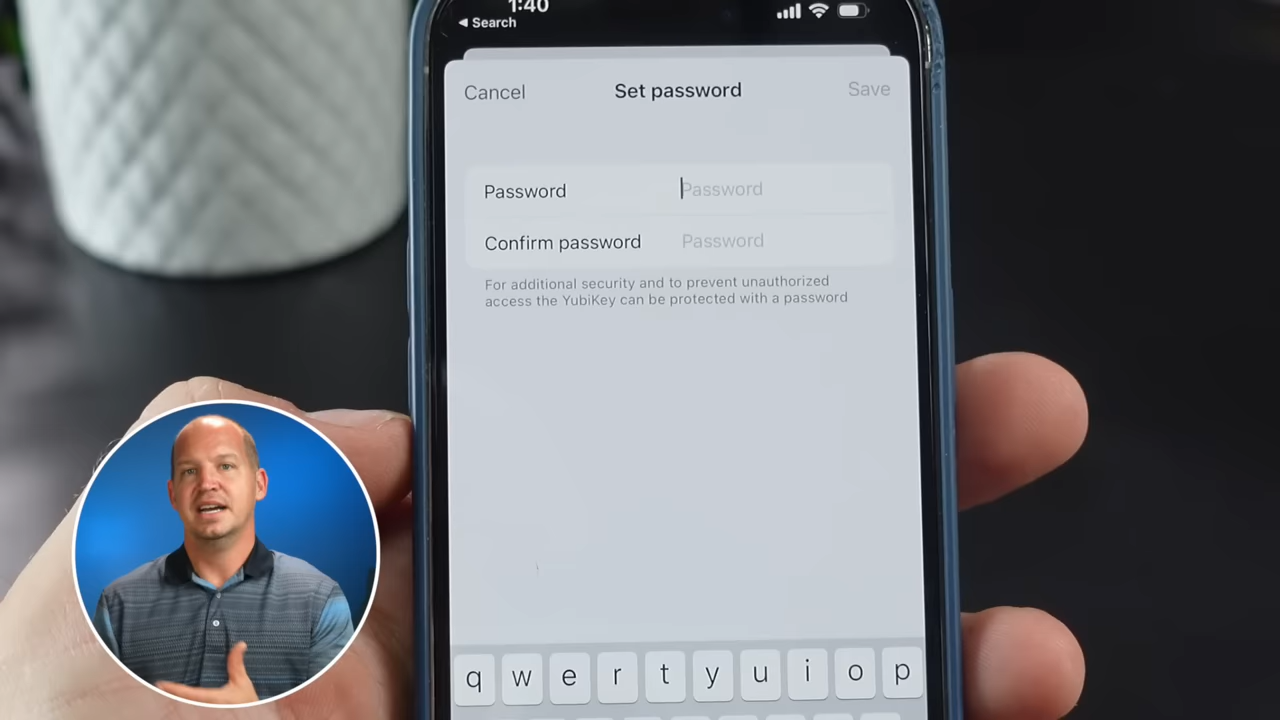 1:40
◀ Search
Cancel Set password Save
Password Password
Confirm password Password
For additional security and to prevent unauthorized
access the YubiKey can be protected with a password
q w e r t y u i o p